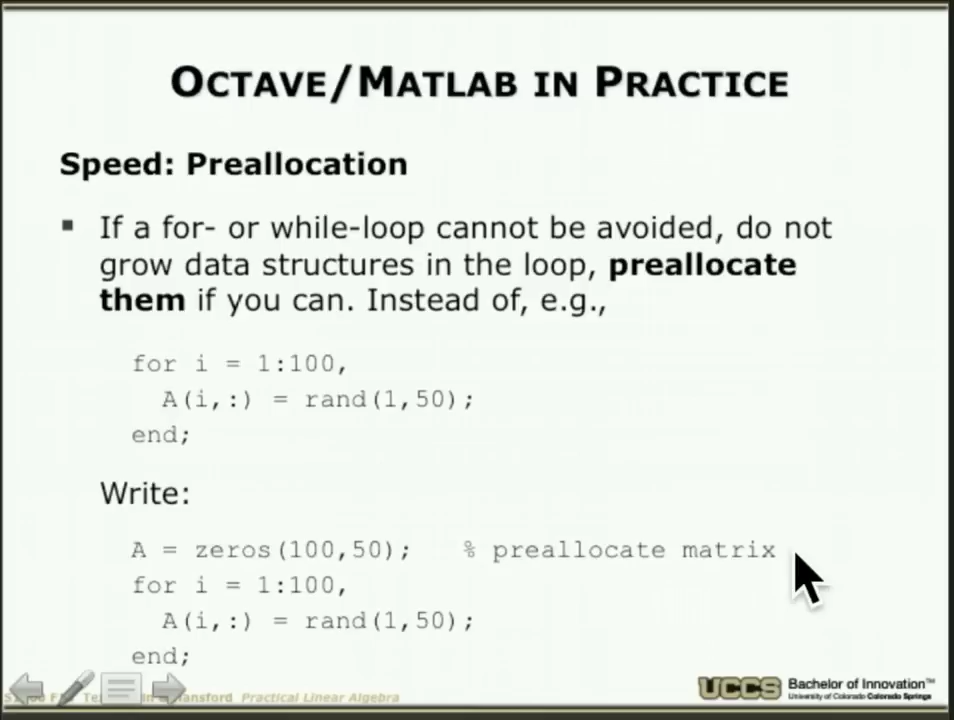 OCTAVE/MATLAB IN PRACTICE
Speed: Preallocation
If a for- or while-loop cannot be avoided, do not
grow data structures in the loop, preallocate
them if you can. Instead of, e.g.,
for i = 1:100,
A(i,:) = rand(1,50);
end;
Write:
A = zeros(100,50); % preallocate matrix
for i = 1:100,
A(i,:) = rand(1,50);
end;
Practical Linear Algebra
UCCS Bachelor of Innovation™
University of Colorado Colorado Springs